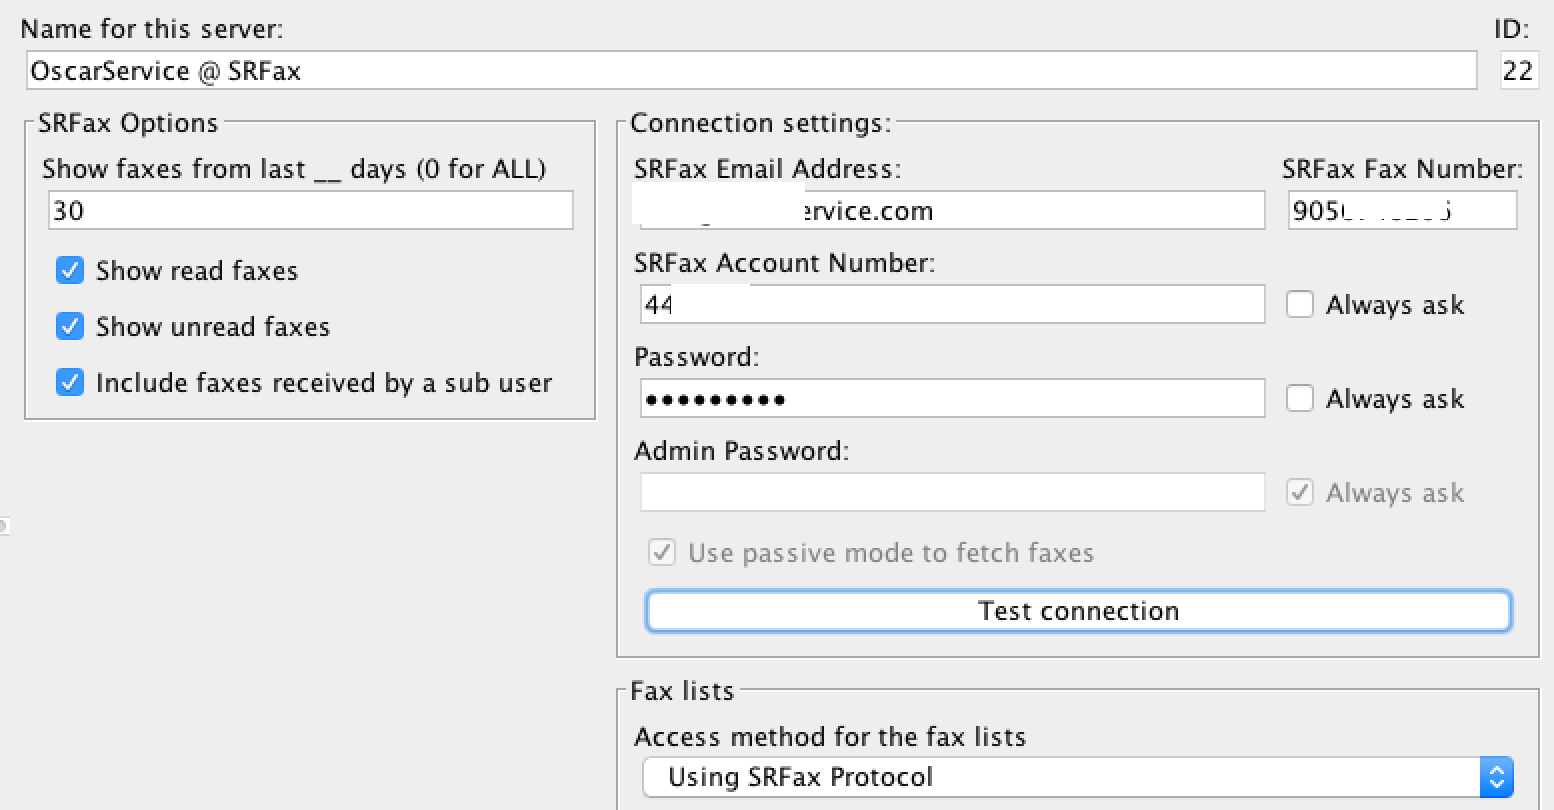 Name for this server:
ID:
OscarService @ SRFax
22
SRFax Options
Show faxes from last __ days (0 for ALL)
30
Show read faxes
Show unread faxes
Include faxes received by a sub user
Connection settings:
SRFax Email Address:
SRFax Fax Number:
ervice.com
905
SRFax Account Number:
44
Always ask
Password:
•••••••••
Always ask
Admin Password:
Always ask
Use passive mode to fetch faxes
Test connection
Fax lists
Access method for the fax lists
Using SRFax Protocol